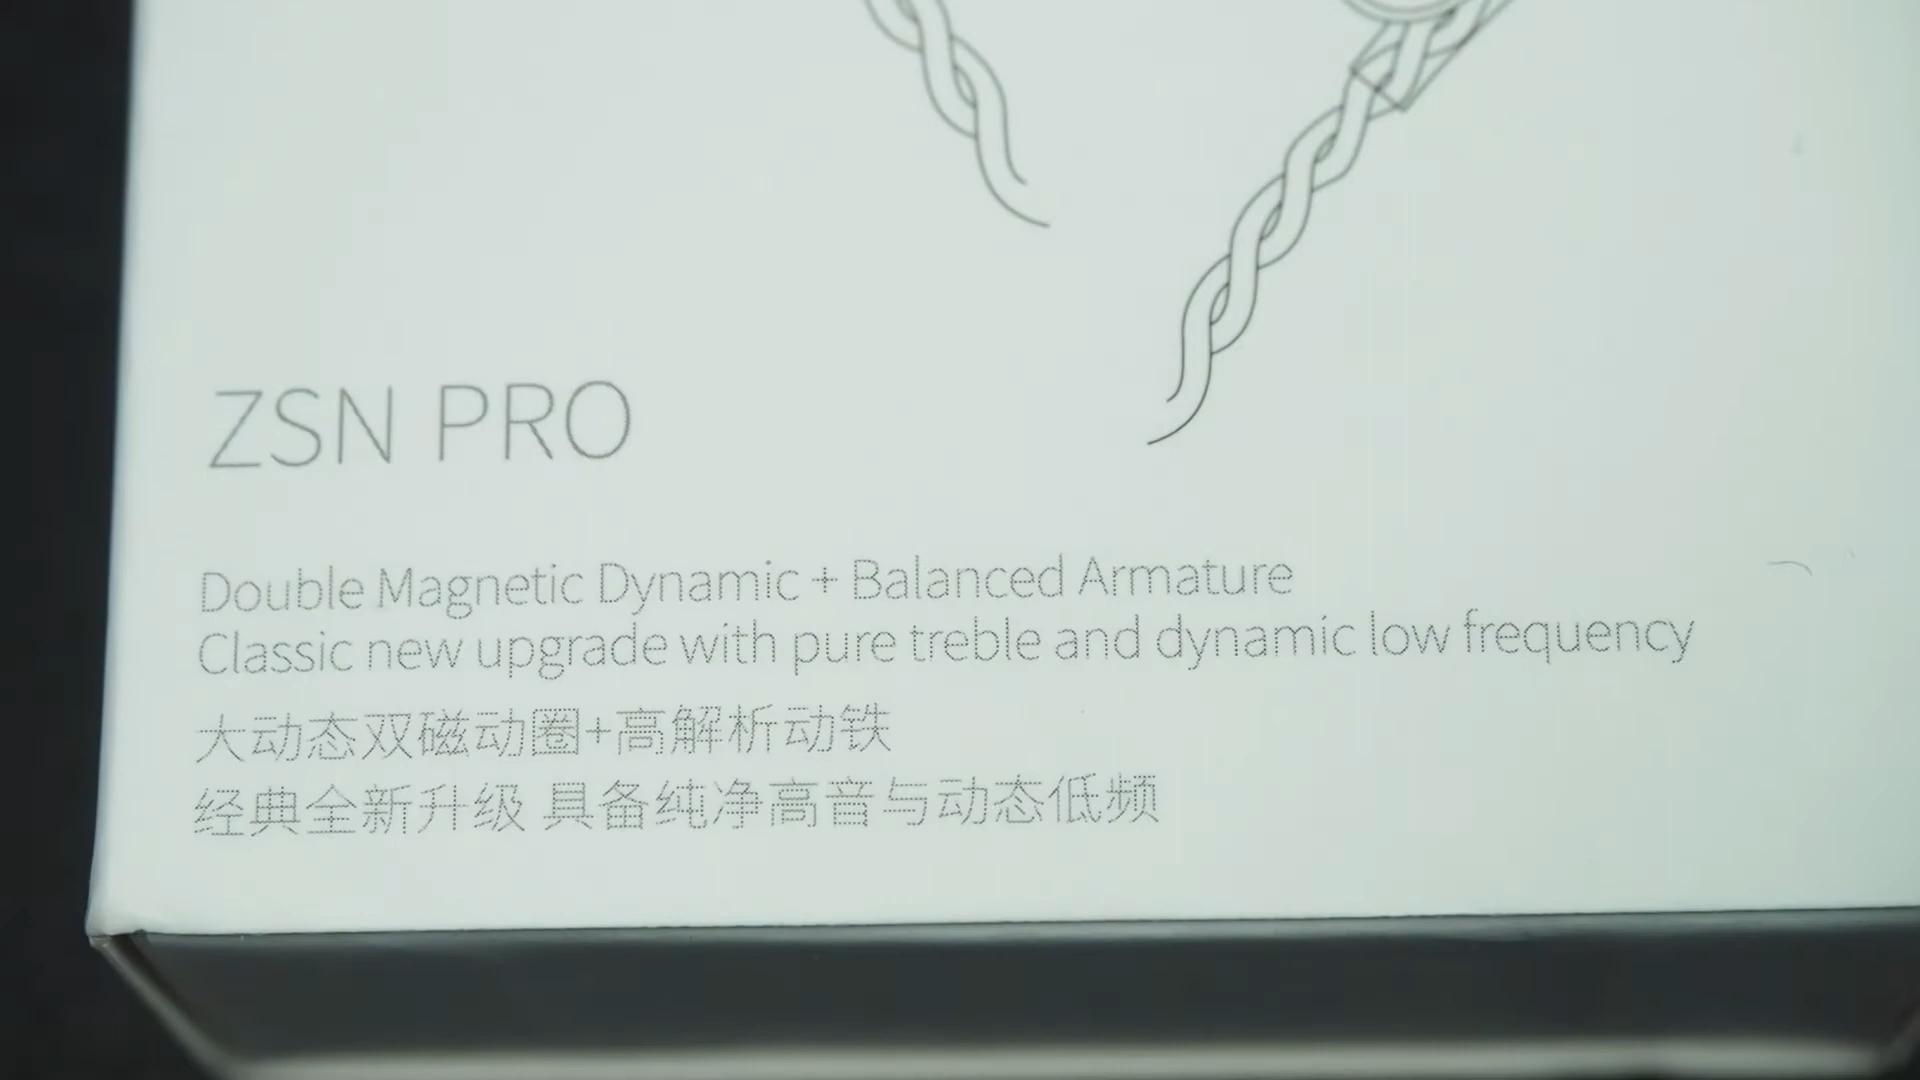 ZSN PRO
Double Magnetic Dynamic + Balanced Armature
Classic new upgrade with pure treble and dynamic low frequency
大动态双磁动圈+高解析动铁
经典全新升级 具备纯净高音与动态低频